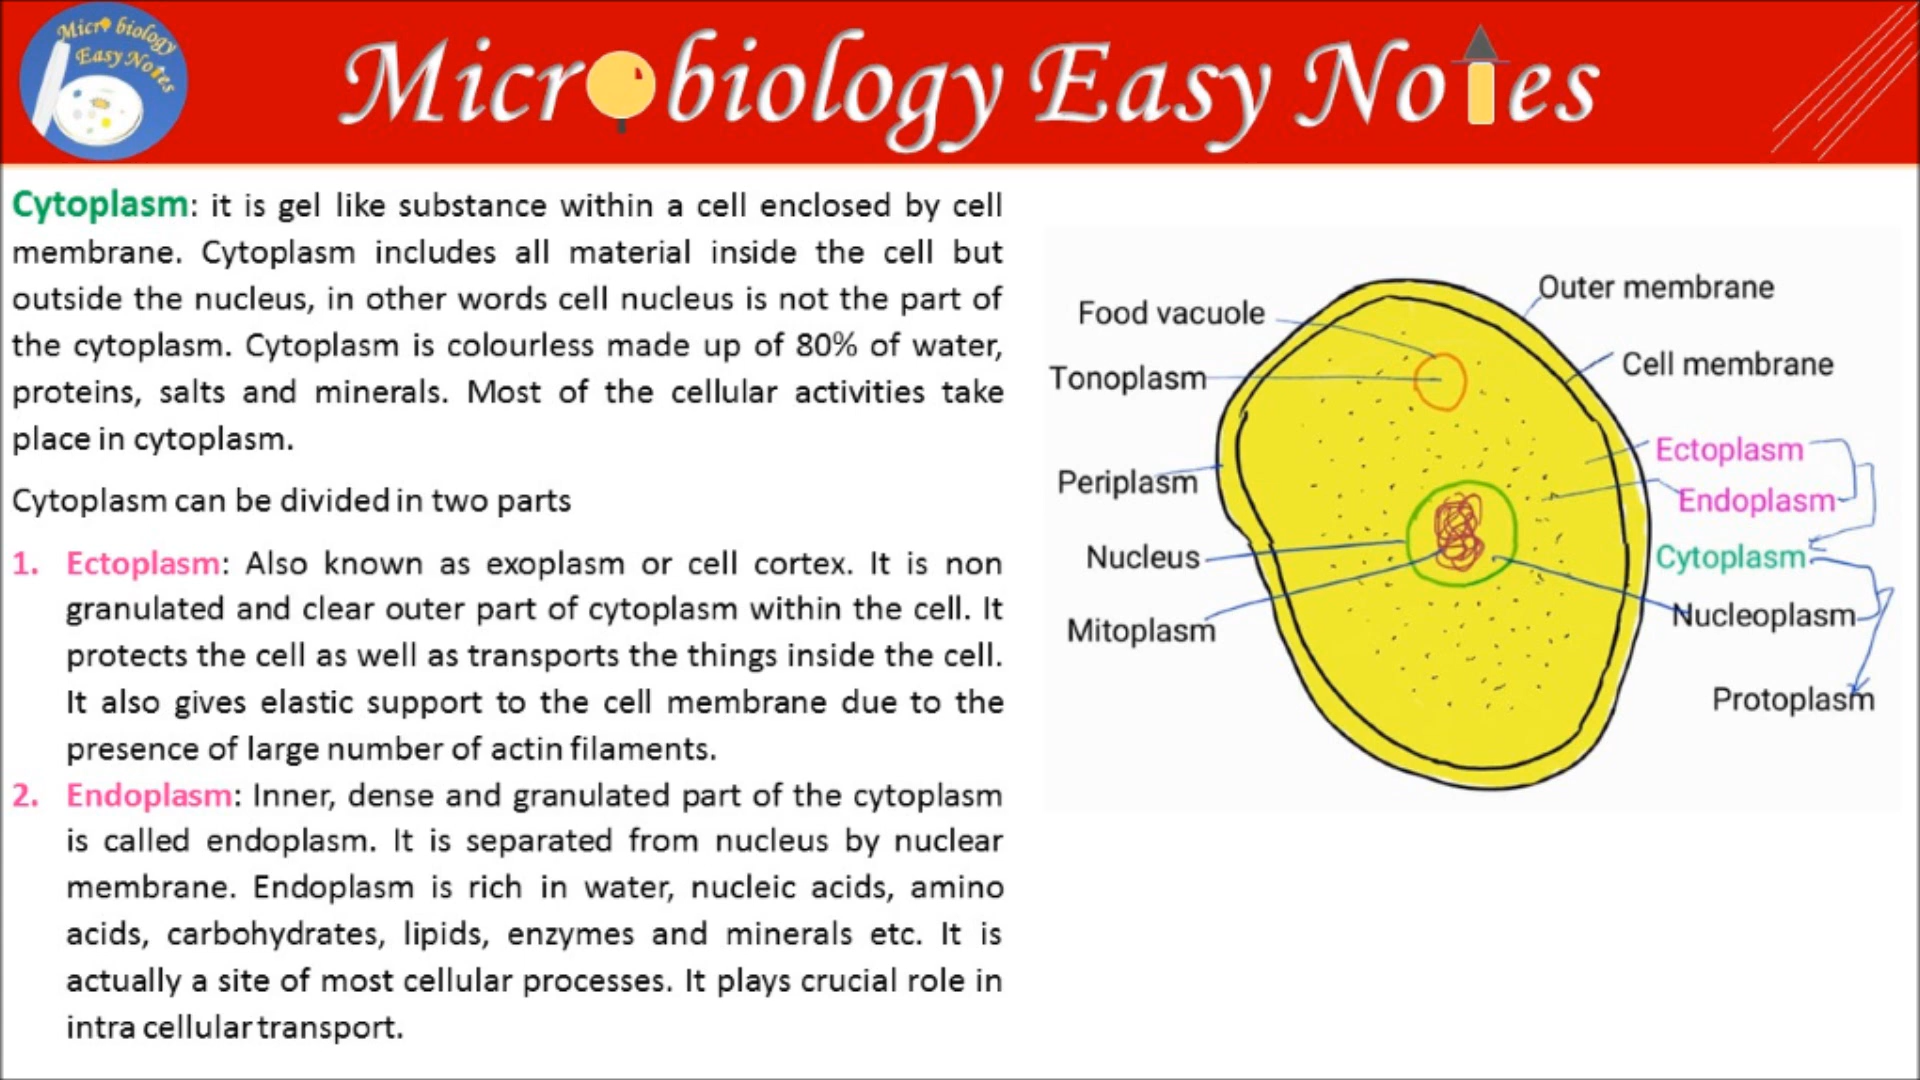 Micro biology
Easy Notes
Microbiology Easy Notes
Cytoplasm: it is gel like substance within a cell enclosed by cell
membrane. Cytoplasm includes all material inside the cell but
outside the nucleus, in other words cell nucleus is not the part of
the cytoplasm. Cytoplasm is colourless made up of 80% of water,
proteins, salts and minerals. Most of the cellular activities take
place in cytoplasm.
Cytoplasm can be divided in two parts
1. Ectoplasm: Also known as exoplasm or cell cortex. It is non
granulated and clear outer part of cytoplasm within the cell. It
protects the cell as well as transports the things inside the cell.
It also gives elastic support to the cell membrane due to the
presence of large number of actin filaments.
2. Endoplasm: Inner, dense and granulated part of the cytoplasm
is called endoplasm. It is separated from nucleus by nuclear
membrane. Endoplasm is rich in water, nucleic acids, amino
acids, carbohydrates, lipids, enzymes and minerals etc. It is
actually a site of most cellular processes. It plays crucial role in
intra cellular transport.
Food vacuole
Tonoplasm
Periplasm
Nucleus
Mitoplasm
Outer membrane
Cell membrane
Ectoplasm
Endoplasm
Cytoplasm
Nucleoplasm
Protoplasm